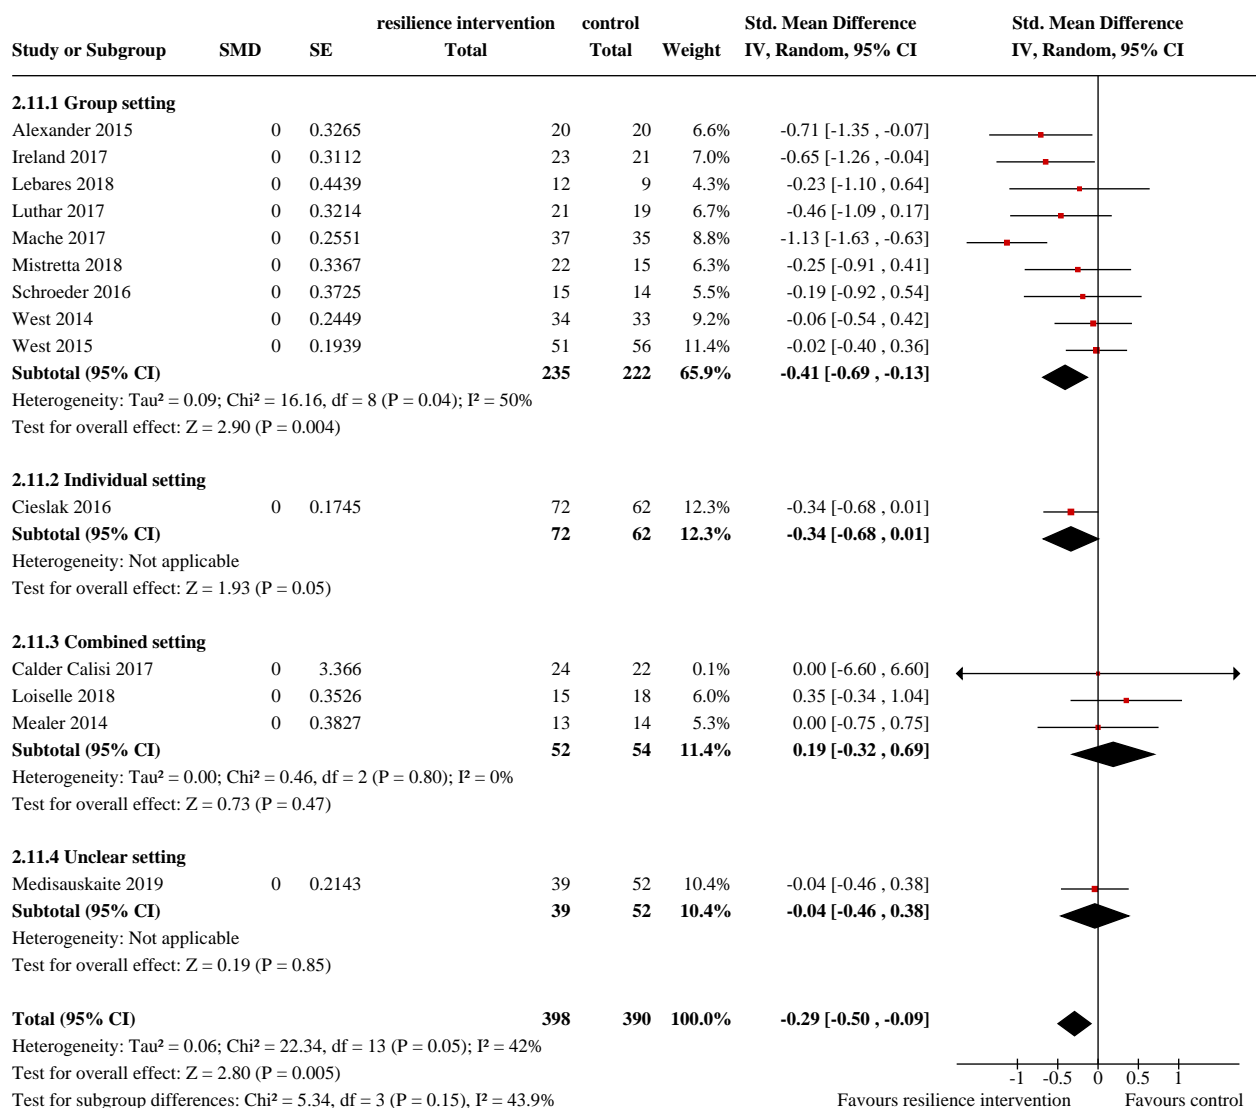 resilience intervention control Std. Mean Difference Std. Mean Difference
Study or Subgroup SMD SE Total Total Weight IV, Random, 95% CI IV, Random, 95% CI
2.11.1 Group setting
Alexander 2015 0 0.3265 20 20 6.6% -0.71 [-1.35 , -0.07]
Ireland 2017 0 0.3112 23 21 7.0% -0.65 [-1.26 , -0.04]
Lebares 2018 0 0.4439 12 9 4.3% -0.23 [-1.10 , 0.64]
Luthar 2017 0 0.3214 21 19 6.7% -0.46 [-1.09 , 0.17]
Mache 2017 0 0.2551 37 35 8.8% -1.13 [-1.63 , -0.63]
Mistretta 2018 0 0.3367 22 15 6.3% -0.25 [-0.91 , 0.41]
Schroeder 2016 0 0.3725 15 14 5.5% -0.19 [-0.92 , 0.54]
West 2014 0 0.2449 34 33 9.2% -0.06 [-0.54 , 0.42]
West 2015 0 0.1939 51 56 11.4% -0.02 [-0.40 , 0.36]
Subtotal (95% CI) 235 222 65.9% -0.41 [-0.69 , -0.13]
Heterogeneity: Tau² = 0.09; Chi² = 16.16, df = 8 (P = 0.04); I² = 50%
Test for overall effect: Z = 2.90 (P = 0.004)
2.11.2 Individual setting
Cieslak 2016 0 0.1745 72 62 12.3% -0.34 [-0.68 , 0.01]
Subtotal (95% CI) 72 62 12.3% -0.34 [-0.68 , 0.01]
Heterogeneity: Not applicable
Test for overall effect: Z = 1.93 (P = 0.05)
2.11.3 Combined setting
Calder Calisi 2017 0 3.366 24 22 0.1% 0.00 [-6.60 , 6.60]
Loiselle 2018 0 0.3526 15 18 6.0% 0.35 [-0.34 , 1.04]
Mealer 2014 0 0.3827 13 14 5.3% 0.00 [-0.75 , 0.75]
Subtotal (95% CI) 52 54 11.4% 0.19 [-0.32 , 0.69]
Heterogeneity: Tau² = 0.00; Chi² = 0.46, df = 2 (P = 0.80); I² = 0%
Test for overall effect: Z = 0.73 (P = 0.47)
2.11.4 Unclear setting
Medisauskaite 2019 0 0.2143 39 52 10.4% -0.04 [-0.46 , 0.38]
Subtotal (95% CI) 39 52 10.4% -0.04 [-0.46 , 0.38]
Heterogeneity: Not applicable
Test for overall effect: Z = 0.19 (P = 0.85)
Total (95% CI) 398 390 100.0% -0.29 [-0.50 , -0.09]
Heterogeneity: Tau² = 0.06; Chi² = 22.34, df = 13 (P = 0.05); I² = 42%
Test for overall effect: Z = 2.80 (P = 0.005) -1 -0.5 0 0.5 1
Test for subgroup differences: Chi² = 5.34, df = 3 (P = 0.15), I² = 43.9% Favours resilience intervention Favours control